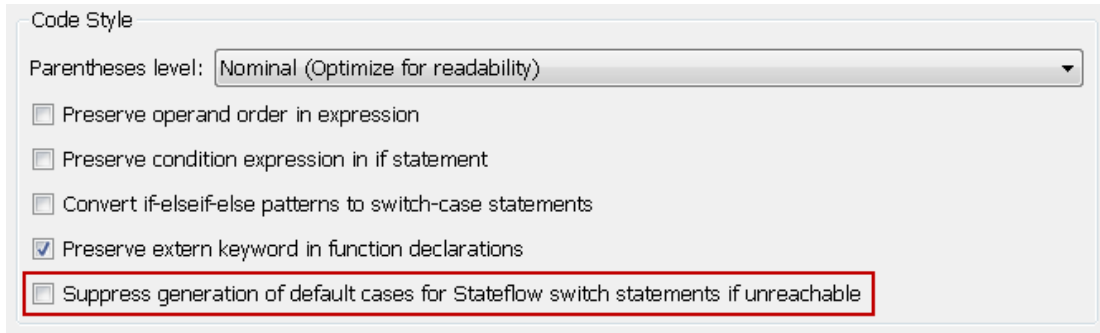 Code Style
Parentheses level: Nominal (Optimize for readability)
Preserve operand order in expression
Preserve condition expression in if statement
Convert if-elseif-else patterns to switch-case statements
Preserve extern keyword in function declarations
Suppress generation of default cases for Stateflow switch statements if unreachable